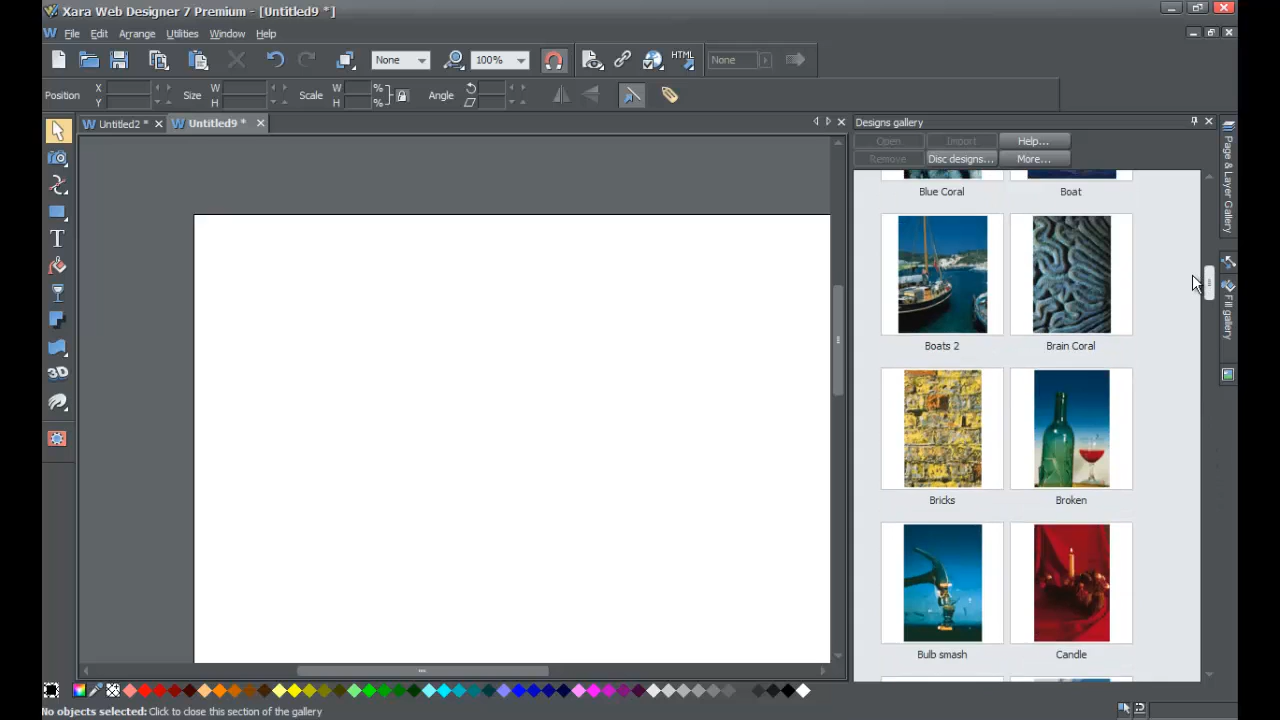 Xara Web Designer 7 Premium - [Untitled9 *]
File Edit Arrange Utilities Window Help
None 100% HTML None
Position X Y Size W H Scale W H % % Angle
Untitled2 * Untitled9 *
Designs gallery
Open Import Help...
Remove Disc designs... More...
Blue Coral Boat
Boats 2 Brain Coral
Bricks Broken
Bulb smash Candle
Page & Layer Gallery
Fill gallery
T
3D
No objects selected: Click to close this section of the gallery